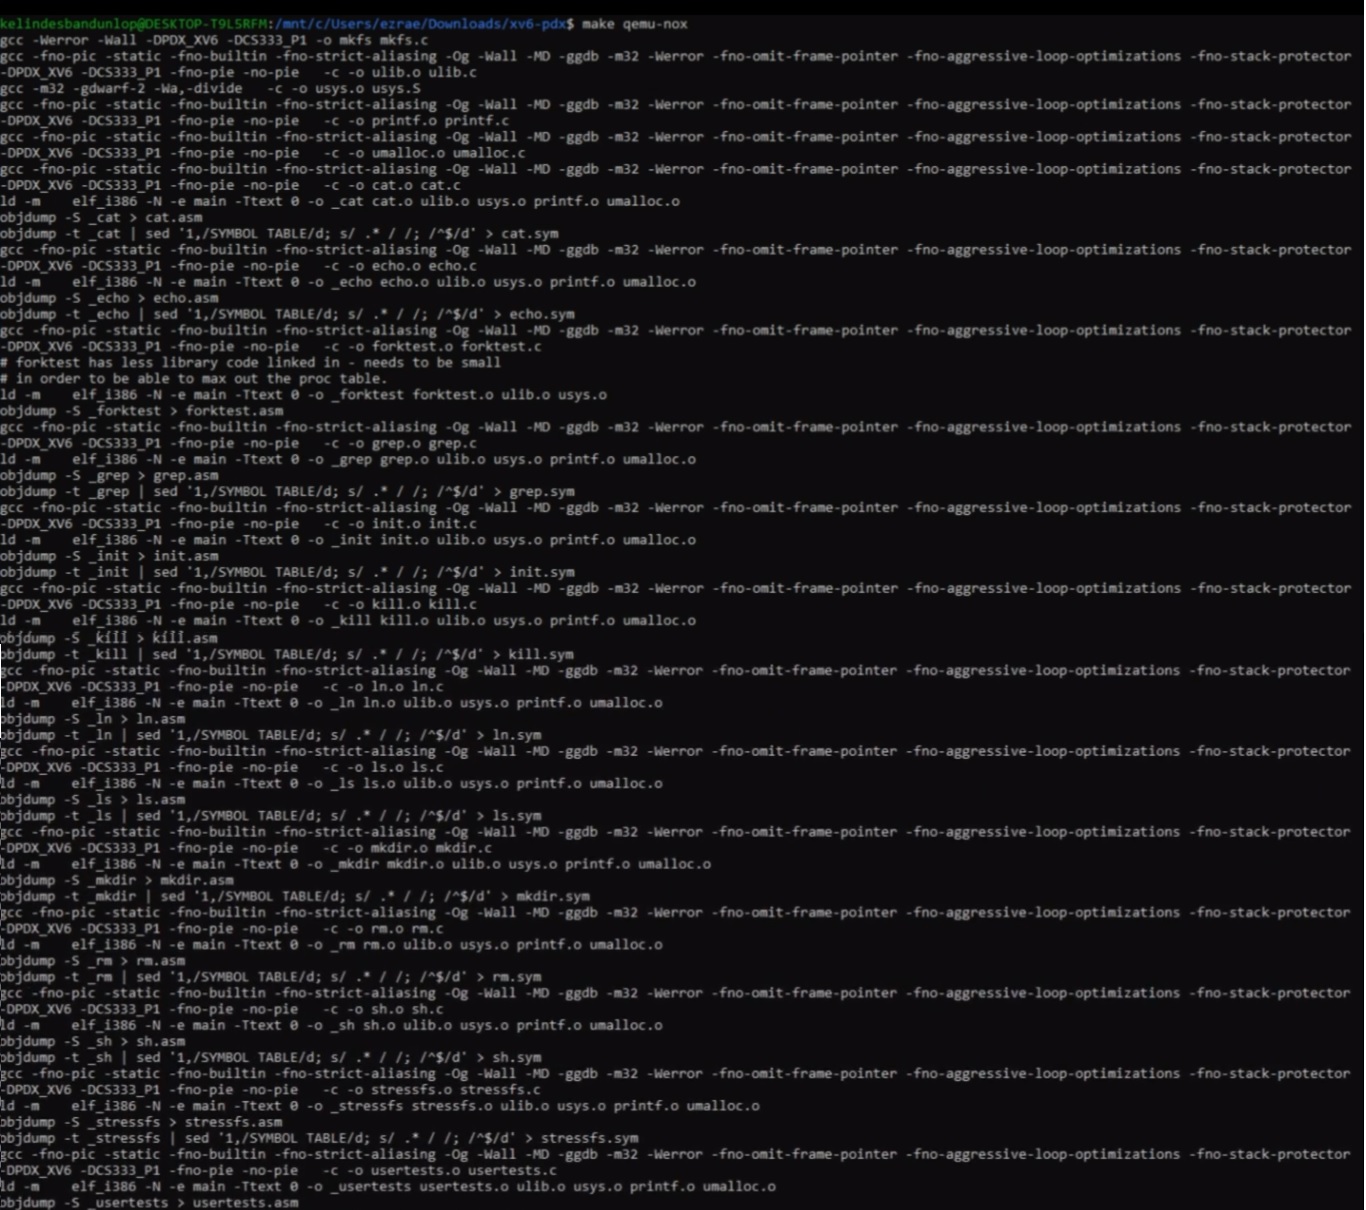 kelindesbandunlop@DESKTOP-T9L5RFM:/mnt/c/Users/ezrae/Downloads/xv6-pdx$ make qemu-nox
gcc -Werror -Wall -DPDX_XV6 -DCS333_P1 -o mkfs mkfs.c
gcc -fno-pic -static -fno-builtin -fno-strict-aliasing -Og -Wall -MD -ggdb -m32 -Werror -fno-omit-frame-pointer -fno-aggressive-loop-optimizations -fno-stack-protector
-DPDX_XV6 -DCS333_P1 -fno-pie -no-pie   -c -o ulib.o ulib.c
gcc -m32 -gdwarf-2 -Wa,-divide   -c -o usys.o usys.S
gcc -fno-pic -static -fno-builtin -fno-strict-aliasing -Og -Wall -MD -ggdb -m32 -Werror -fno-omit-frame-pointer -fno-aggressive-loop-optimizations -fno-stack-protector
-DPDX_XV6 -DCS333_P1 -fno-pie -no-pie   -c -o printf.o printf.c
gcc -fno-pic -static -fno-builtin -fno-strict-aliasing -Og -Wall -MD -ggdb -m32 -Werror -fno-omit-frame-pointer -fno-aggressive-loop-optimizations -fno-stack-protector
-DPDX_XV6 -DCS333_P1 -fno-pie -no-pie   -c -o umalloc.o umalloc.c
gcc -fno-pic -static -fno-builtin -fno-strict-aliasing -Og -Wall -MD -ggdb -m32 -Werror -fno-omit-frame-pointer -fno-aggressive-loop-optimizations -fno-stack-protector
-DPDX_XV6 -DCS333_P1 -fno-pie -no-pie   -c -o cat.o cat.c
ld -m    elf_i386 -N -e main -Ttext 0 -o _cat cat.o ulib.o usys.o printf.o umalloc.o
objdump -S _cat > cat.asm
objdump -t _cat | sed '1,/SYMBOL TABLE/d; s/ .* / /; /^$/d' > cat.sym
gcc -fno-pic -static -fno-builtin -fno-strict-aliasing -Og -Wall -MD -ggdb -m32 -Werror -fno-omit-frame-pointer -fno-aggressive-loop-optimizations -fno-stack-protector
-DPDX_XV6 -DCS333_P1 -fno-pie -no-pie   -c -o echo.o echo.c
ld -m    elf_i386 -N -e main -Ttext 0 -o _echo echo.o ulib.o usys.o printf.o umalloc.o
objdump -S _echo > echo.asm
objdump -t _echo | sed '1,/SYMBOL TABLE/d; s/ .* / /; /^$/d' > echo.sym
gcc -fno-pic -static -fno-builtin -fno-strict-aliasing -Og -Wall -MD -ggdb -m32 -Werror -fno-omit-frame-pointer -fno-aggressive-loop-optimizations -fno-stack-protector
-DPDX_XV6 -DCS333_P1 -fno-pie -no-pie   -c -o forktest.o forktest.c
# forktest has less library code linked in - needs to be small
# in order to be able to max out the proc table.
ld -m    elf_i386 -N -e main -Ttext 0 -o _forktest forktest.o ulib.o usys.o
objdump -S _forktest > forktest.asm
gcc -fno-pic -static -fno-builtin -fno-strict-aliasing -Og -Wall -MD -ggdb -m32 -Werror -fno-omit-frame-pointer -fno-aggressive-loop-optimizations -fno-stack-protector
-DPDX_XV6 -DCS333_P1 -fno-pie -no-pie   -c -o grep.o grep.c
ld -m    elf_i386 -N -e main -Ttext 0 -o _grep grep.o ulib.o usys.o printf.o umalloc.o
objdump -S _grep > grep.asm
objdump -t _grep | sed '1,/SYMBOL TABLE/d; s/ .* / /; /^$/d' > grep.sym
gcc -fno-pic -static -fno-builtin -fno-strict-aliasing -Og -Wall -MD -ggdb -m32 -Werror -fno-omit-frame-pointer -fno-aggressive-loop-optimizations -fno-stack-protector
-DPDX_XV6 -DCS333_P1 -fno-pie -no-pie   -c -o init.o init.c
ld -m    elf_i386 -N -e main -Ttext 0 -o _init init.o ulib.o usys.o printf.o umalloc.o
objdump -S _init > init.asm
objdump -t _init | sed '1,/SYMBOL TABLE/d; s/ .* / /; /^$/d' > init.sym
gcc -fno-pic -static -fno-builtin -fno-strict-aliasing -Og -Wall -MD -ggdb -m32 -Werror -fno-omit-frame-pointer -fno-aggressive-loop-optimizations -fno-stack-protector
-DPDX_XV6 -DCS333_P1 -fno-pie -no-pie   -c -o kill.o kill.c
ld -m    elf_i386 -N -e main -Ttext 0 -o _kill kill.o ulib.o usys.o printf.o umalloc.o
objdump -S _kill > kill.asm
objdump -t _kill | sed '1,/SYMBOL TABLE/d; s/ .* / /; /^$/d' > kill.sym
gcc -fno-pic -static -fno-builtin -fno-strict-aliasing -Og -Wall -MD -ggdb -m32 -Werror -fno-omit-frame-pointer -fno-aggressive-loop-optimizations -fno-stack-protector
-DPDX_XV6 -DCS333_P1 -fno-pie -no-pie   -c -o ln.o ln.c
ld -m    elf_i386 -N -e main -Ttext 0 -o _ln ln.o ulib.o usys.o printf.o umalloc.o
objdump -S _ln > ln.asm
objdump -t _ln | sed '1,/SYMBOL TABLE/d; s/ .* / /; /^$/d' > ln.sym
gcc -fno-pic -static -fno-builtin -fno-strict-aliasing -Og -Wall -MD -ggdb -m32 -Werror -fno-omit-frame-pointer -fno-aggressive-loop-optimizations -fno-stack-protector
-DPDX_XV6 -DCS333_P1 -fno-pie -no-pie   -c -o ls.o ls.c
ld -m    elf_i386 -N -e main -Ttext 0 -o _ls ls.o ulib.o usys.o printf.o umalloc.o
objdump -S _ls > ls.asm
objdump -t _ls | sed '1,/SYMBOL TABLE/d; s/ .* / /; /^$/d' > ls.sym
gcc -fno-pic -static -fno-builtin -fno-strict-aliasing -Og -Wall -MD -ggdb -m32 -Werror -fno-omit-frame-pointer -fno-aggressive-loop-optimizations -fno-stack-protector
-DPDX_XV6 -DCS333_P1 -fno-pie -no-pie   -c -o mkdir.o mkdir.c
ld -m    elf_i386 -N -e main -Ttext 0 -o _mkdir mkdir.o ulib.o usys.o printf.o umalloc.o
objdump -S _mkdir > mkdir.asm
objdump -t _mkdir | sed '1,/SYMBOL TABLE/d; s/ .* / /; /^$/d' > mkdir.sym
gcc -fno-pic -static -fno-builtin -fno-strict-aliasing -Og -Wall -MD -ggdb -m32 -Werror -fno-omit-frame-pointer -fno-aggressive-loop-optimizations -fno-stack-protector
-DPDX_XV6 -DCS333_P1 -fno-pie -no-pie   -c -o rm.o rm.c
ld -m    elf_i386 -N -e main -Ttext 0 -o _rm rm.o ulib.o usys.o printf.o umalloc.o
objdump -S _rm > rm.asm
objdump -t _rm | sed '1,/SYMBOL TABLE/d; s/ .* / /; /^$/d' > rm.sym
gcc -fno-pic -static -fno-builtin -fno-strict-aliasing -Og -Wall -MD -ggdb -m32 -Werror -fno-omit-frame-pointer -fno-aggressive-loop-optimizations -fno-stack-protector
-DPDX_XV6 -DCS333_P1 -fno-pie -no-pie   -c -o sh.o sh.c
ld -m    elf_i386 -N -e main -Ttext 0 -o _sh sh.o ulib.o usys.o printf.o umalloc.o
objdump -S _sh > sh.asm
objdump -t _sh | sed '1,/SYMBOL TABLE/d; s/ .* / /; /^$/d' > sh.sym
gcc -fno-pic -static -fno-builtin -fno-strict-aliasing -Og -Wall -MD -ggdb -m32 -Werror -fno-omit-frame-pointer -fno-aggressive-loop-optimizations -fno-stack-protector
-DPDX_XV6 -DCS333_P1 -fno-pie -no-pie   -c -o stressfs.o stressfs.c
ld -m    elf_i386 -N -e main -Ttext 0 -o _stressfs stressfs.o ulib.o usys.o printf.o umalloc.o
objdump -S _stressfs > stressfs.asm
objdump -t _stressfs | sed '1,/SYMBOL TABLE/d; s/ .* / /; /^$/d' > stressfs.sym
gcc -fno-pic -static -fno-builtin -fno-strict-aliasing -Og -Wall -MD -ggdb -m32 -Werror -fno-omit-frame-pointer -fno-aggressive-loop-optimizations -fno-stack-protector
-DPDX_XV6 -DCS333_P1 -fno-pie -no-pie   -c -o usertests.o usertests.c
ld -m    elf_i386 -N -e main -Ttext 0 -o _usertests usertests.o ulib.o usys.o printf.o umalloc.o
objdump -S _usertests > usertests.asm